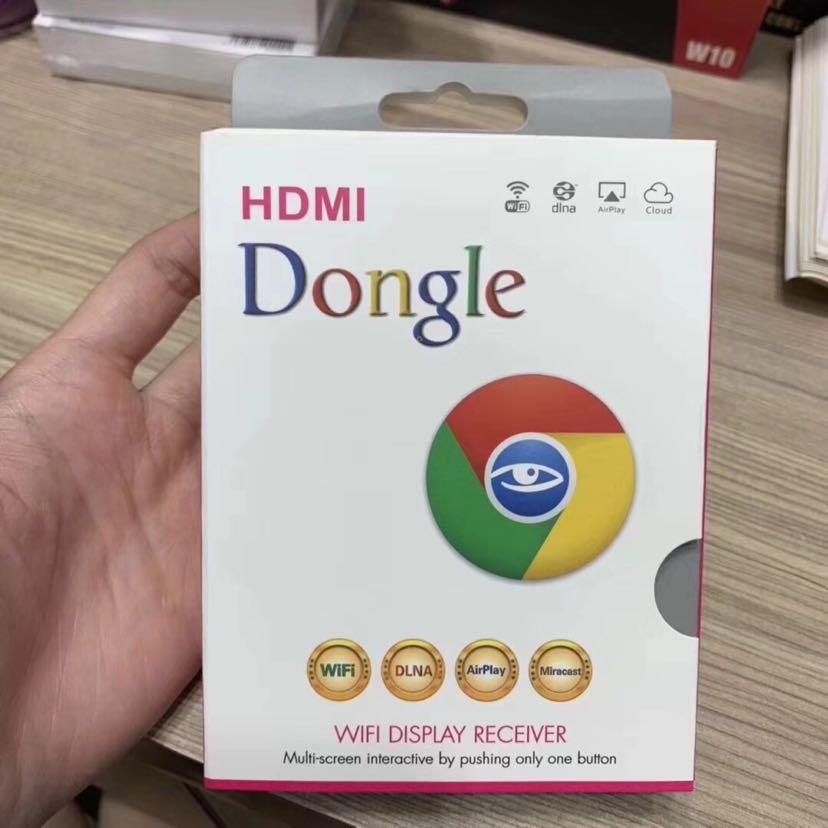 W10
HDMI
WiFi
dlna
AirPlay
Cloud
Dongle
WiFi
DLNA
AirPlay
Miracast
WIFI DISPLAY RECEIVER
Multi-screen interactive by pushing only one button